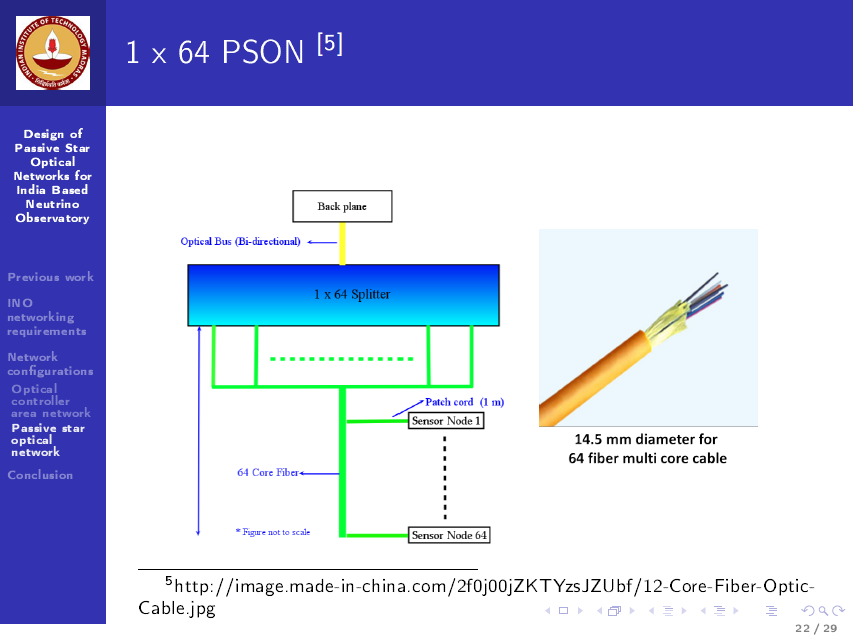 1 x 64 PSON [5]
Design of
Passive Star
Optical
Networks for
India Based
Neutrino
Observatory
Previous work
INO
networking
requirements
Network
configurations
Optical
controller
area network
Passive star
optical
network
Conclusion
Back plane
Optical Bus (Bi-directional)
1 x 64 Splitter
Patch cord (1 m)
Sensor Node 1
64 Core Fiber
* Figure not to scale
Sensor Node 64
14.5 mm diameter for
64 fiber multi core cable
5http://image.made-in-china.com/2f0j00jZKTYzsJZUbf/12-Core-Fiber-Optic-
Cable.jpg
22 / 29